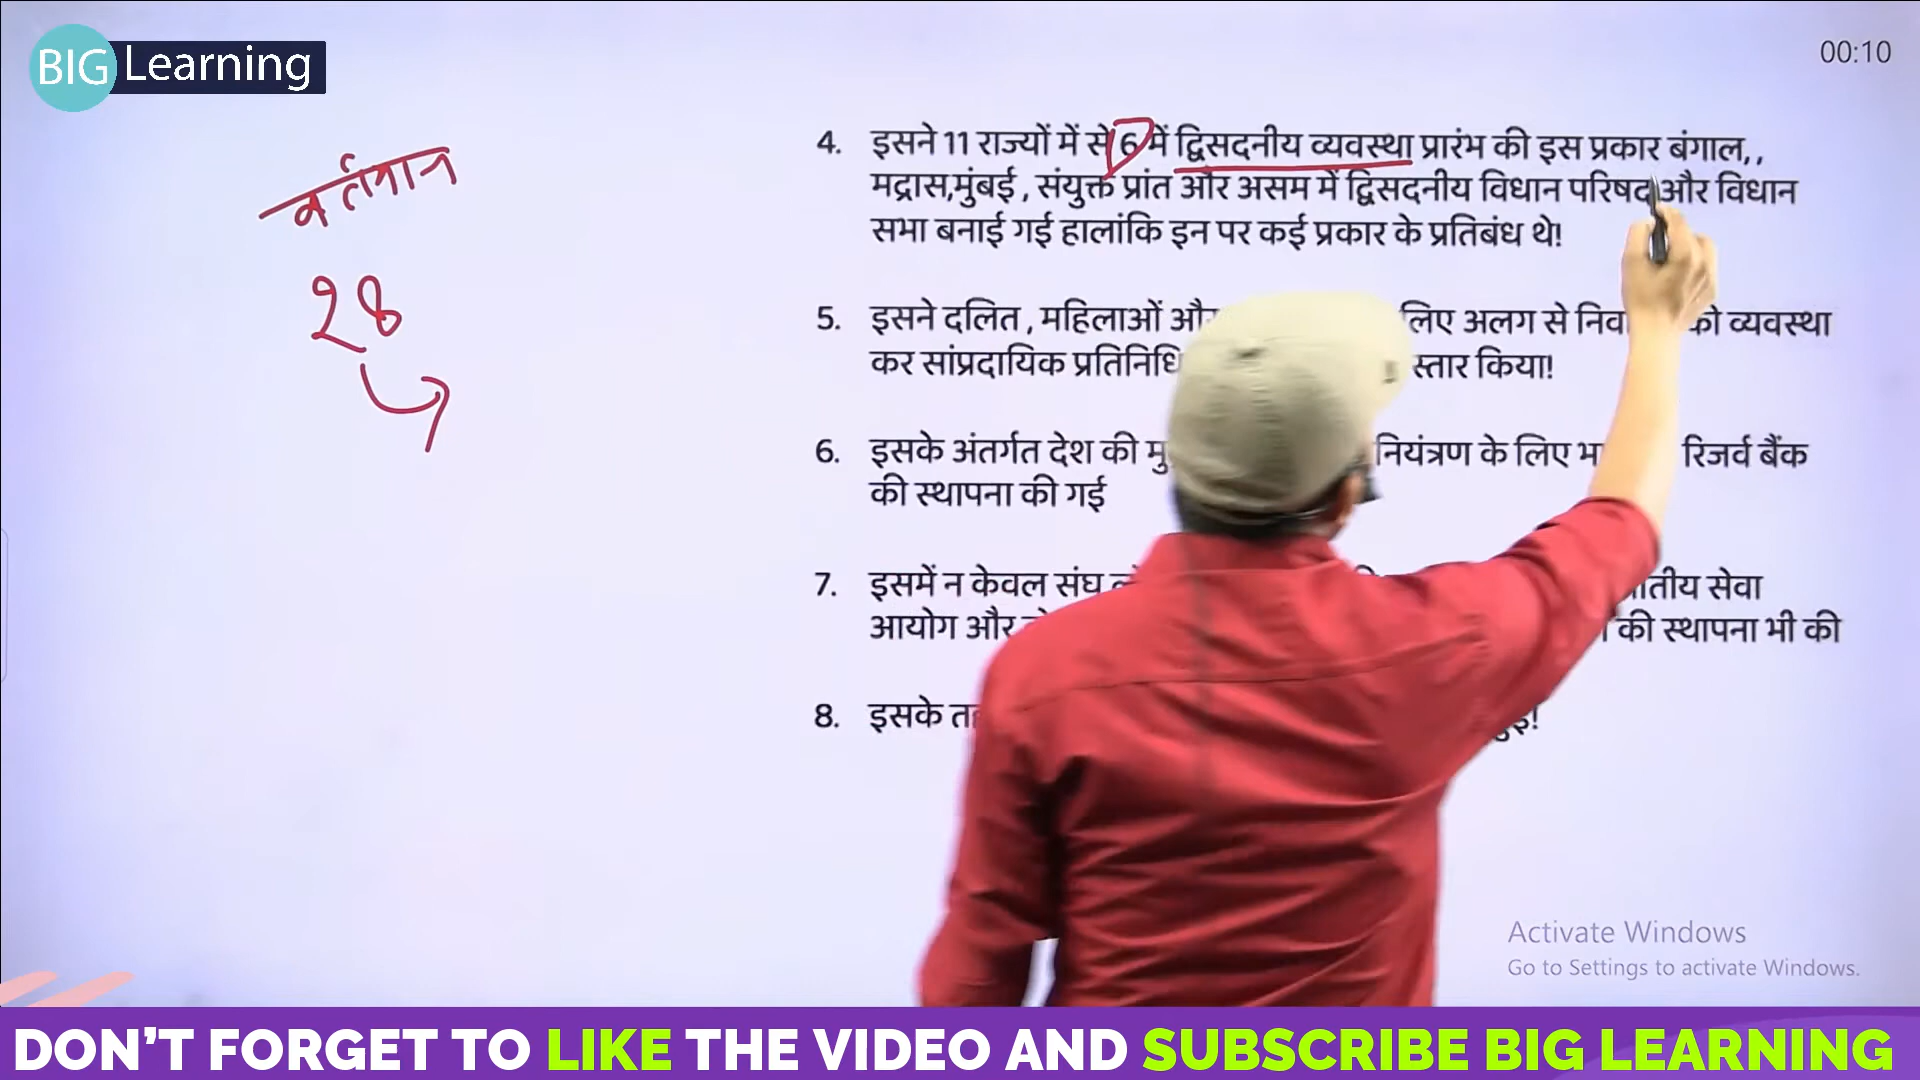 BIG Learning
00:10
वर्तमान
28
4. इसने 11 राज्यों में से 6 में द्विसदनीय व्यवस्था प्रारंभ की इस प्रकार बंगाल,,
मद्रास,मुंबई, संयुक्त प्रांत और असम में द्विसदनीय विधान परिषद और विधान
सभा बनाई गई हालांकि इन पर कई प्रकार के प्रतिबंध थे!
5. इसने दलित, महिलाओं और लिए अलग से को व्यवस्था
कर सांप्रदायिक किया!
6. इसके अंतर्गत देश की नियंत्रण के लिए रिजर्व बैंक
की स्थापना की गई
7. इसमें न केवल संघ सेवा
आयोग और की स्थापना भी की
8. इसके
Activate Windows
Go to Settings to activate Windows.
DON'T FORGET TO LIKE THE VIDEO AND SUBSCRIBE BIG LEARNING